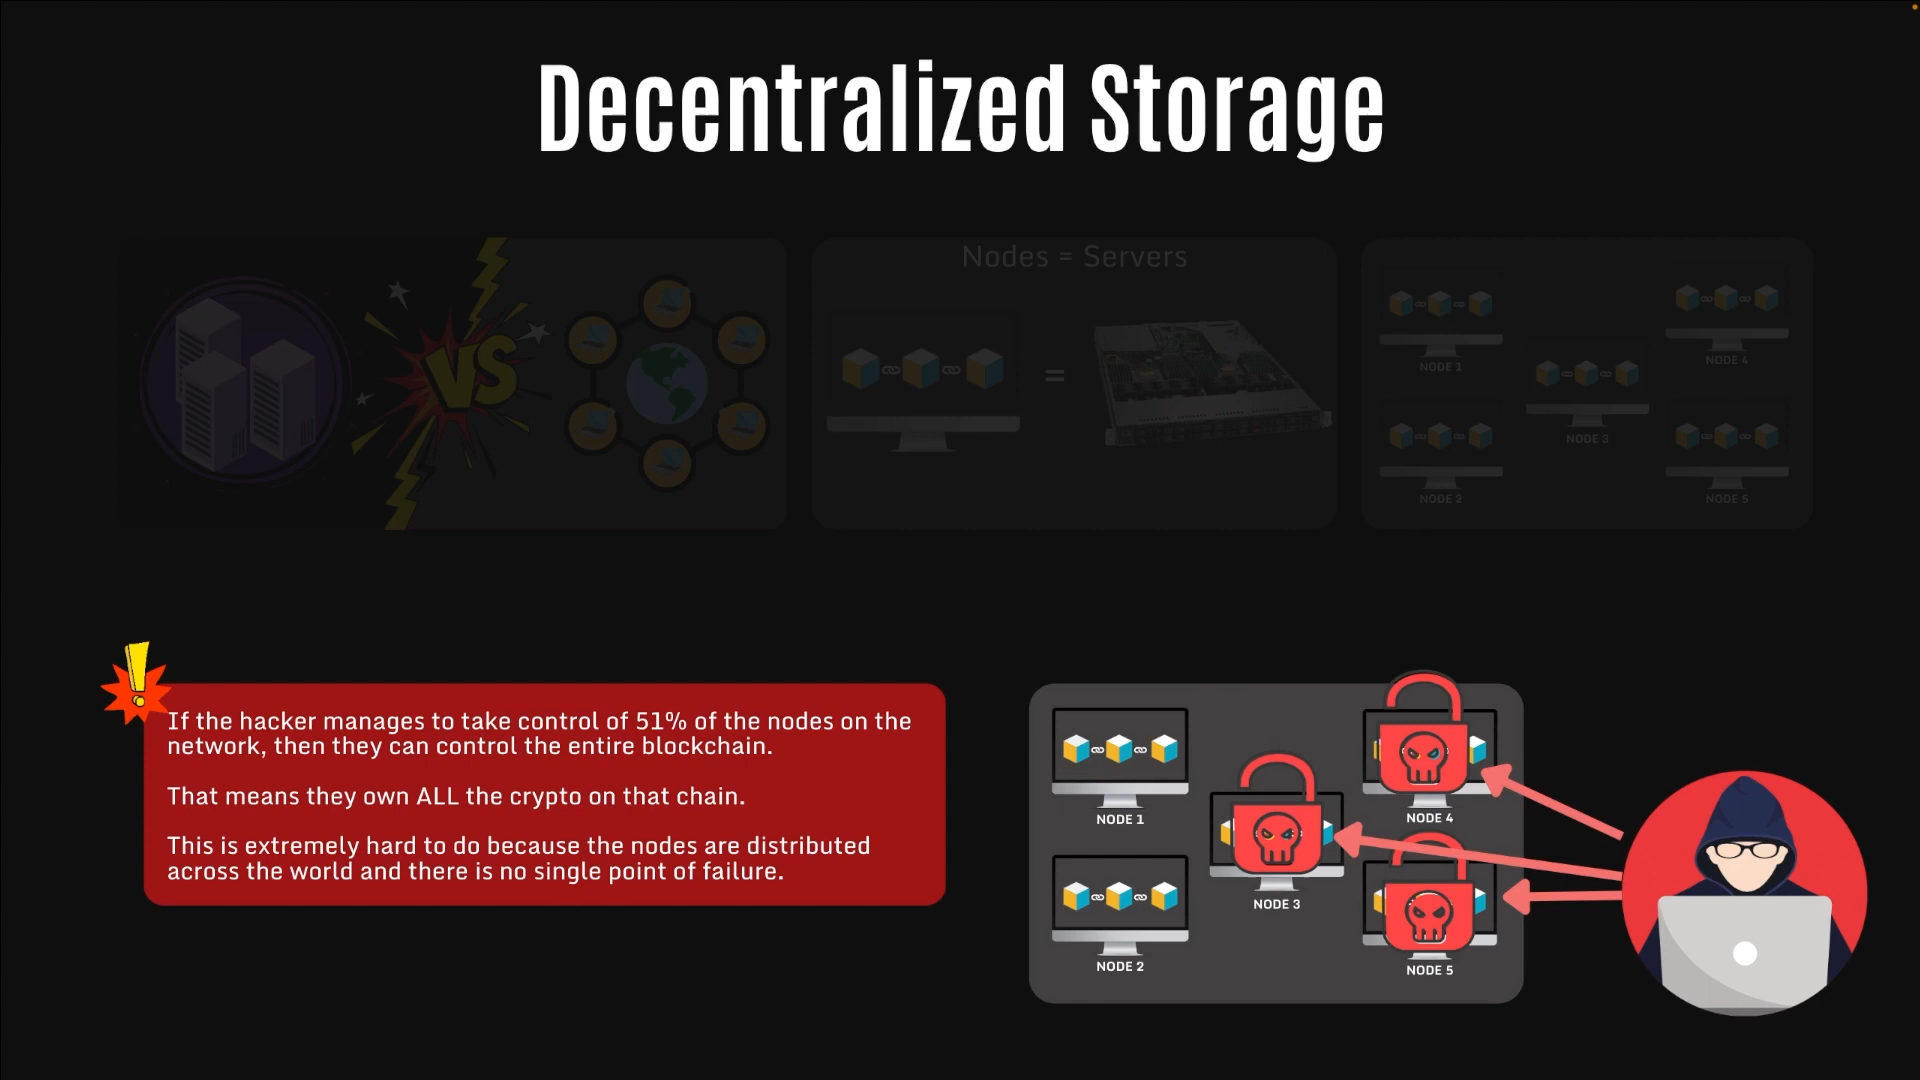 Decentralized Storage
VS
Nodes = Servers
=
NODE 1
NODE 2
NODE 3
NODE 4
NODE 5
If the hacker manages to take control of 51% of the nodes on the
network, then they can control the entire blockchain.
That means they own ALL the crypto on that chain.
This is extremely hard to do because the nodes are distributed
across the world and there is no single point of failure.
NODE 1
NODE 2
NODE 3
NODE 4
NODE 5